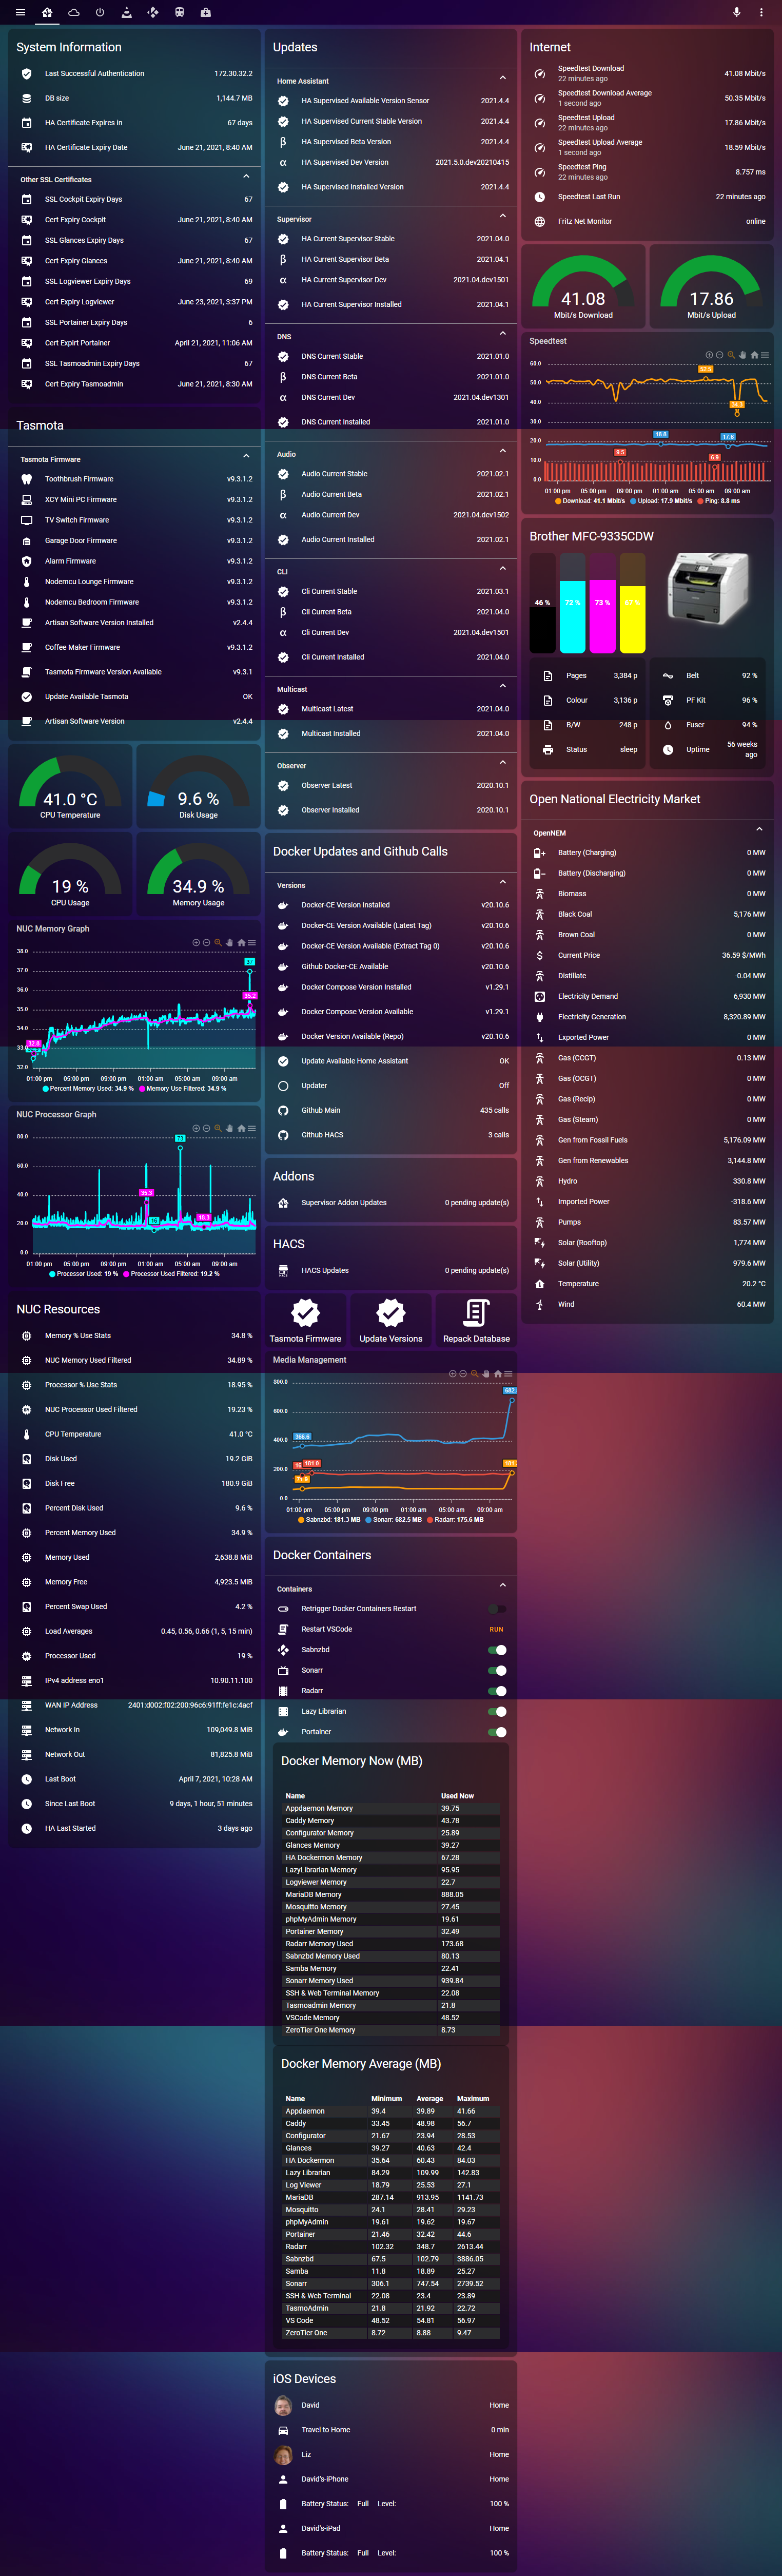 System Information
Last Successful Authentication 172.30.32.2
DB size 1,144.7 MB
HA Certificate Expires in 67 days
HA Certificate Expiry Date June 21, 2021, 8:40 AM
Other SSL Certificates
SSL Cockpit Expiry Days 67
Cert Expiry Cockpit June 21, 2021, 8:40 AM
SSL Glances Expiry Days 67
Cert Expiry Glances June 21, 2021, 8:40 AM
SSL Logviewer Expiry Days 69
Cert Expiry Logviewer June 23, 2021, 3:37 PM
SSL Portainer Expiry Days 6
Cert Expirt Portainer April 21, 2021, 11:06 AM
SSL Tasmoadmin Expiry Days 67
Cert Expiry Tasmoadmin June 21, 2021, 8:30 AM
Tasmota
Tasmota Firmware
Toothbrush Firmware v9.3.1.2
XCY Mini PC Firmware v9.3.1.2
TV Switch Firmware v9.3.1.2
Garage Door Firmware v9.3.1.2
Alarm Firmware v9.3.1.2
Nodemcu Lounge Firmware v9.3.1.2
Nodemcu Bedroom Firmware v9.3.1.2
Artisan Software Version Installed v2.4.4
Coffee Maker Firmware v9.3.1.2
Tasmota Firmware Version Available v9.3.1
Update Available Tasmota OK
Artisan Software Version v2.4.4
41.0 °C
CPU Temperature
9.6 %
Disk Usage
19 %
CPU Usage
34.9 %
Memory Usage
NUC Memory Graph
38.0
37.0
36.0
35.0
34.0
33.0
32.0
37
35.2
32.6
01:00 pm 05:00 pm 09:00 pm 01:00 am 05:00 am 09:00 am
Percent Memory Used: 34.9 % Memory Use Filtered: 34.9 %
NUC Processor Graph
80.0
60.0
40.0
20.0
0.0
73
35.3
18.3
01:00 pm 05:00 pm 09:00 pm 01:00 am 05:00 am 09:00 am
Processor Used: 19 % Processor Used Filtered: 19.2 %
NUC Resources
Memory % Use Stats 34.8 %
NUC Memory Used Filtered 34.89 %
Processor % Use Stats 18.95 %
NUC Processor Used Filtered 19.23 %
CPU Temperature 41.0 °C
Disk Used 19.2 GiB
Disk Free 180.9 GiB
Percent Disk Used 9.6 %
Percent Memory Used 34.9 %
Memory Used 2,638.8 MiB
Memory Free 4,923.5 MiB
Percent Swap Used 4.2 %
Load Averages 0.45, 0.56, 0.66 (1, 5, 15 min)
Processor Used 19 %
IPv4 address eno1 10.90.11.100
WAN IP Address 2401:d002:f02:200:96c6:91ff:fe1c:4acf
Network In 109,049.8 MiB
Network Out 81,825.8 MiB
Last Boot April 7, 2021, 10:28 AM
Since Last Boot 9 days, 1 hour, 51 minutes
HA Last Started 3 days ago
Updates
Home Assistant
HA Supervised Available Version Sensor 2021.4.4
HA Supervised Current Stable Version 2021.4.4
β HA Supervised Beta Version 2021.4.4
α HA Supervised Dev Version 2021.5.0.dev20210415
HA Supervised Installed Version 2021.4.4
Supervisor
HA Current Supervisor Stable 2021.04.0
β HA Current Supervisor Beta 2021.04.1
α HA Current Supervisor Dev 2021.04.dev1501
HA Current Supervisor Installed 2021.04.1
DNS
DNS Current Stable 2021.01.0
β DNS Current Beta 2021.01.0
α DNS Current Dev 2021.04.dev1301
DNS Current Installed 2021.01.0
Audio
Audio Current Stable 2021.02.1
β Audio Current Beta 2021.02.1
α Audio Current Dev 2021.04.dev1502
Audio Current Installed 2021.02.1
CLI
Cli Current Stable 2021.03.1
β Cli Current Beta 2021.04.0
α Cli Current Dev 2021.04.dev1501
Cli Current Installed 2021.04.0
Multicast
Multicast Latest 2021.04.0
Multicast Installed 2021.04.0
Observer
Observer Latest 2020.10.1
Observer Installed 2020.10.1
Docker Updates and Github Calls
Versions
Docker-CE Version Installed v20.10.6
Docker-CE Version Available (Latest Tag) v20.10.6
Docker-CE Version Available (Extract Tag 0) v20.10.6
Github Docker-CE Available v20.10.6
Docker Compose Version Installed v1.29.1
Docker Compose Version Available v1.29.1
Docker Version Available (Repo) v20.10.6
Update Available Home Assistant OK
Updater Off
Github Main 435 calls
Github HACS 3 calls
Addons
Supervisor Addon Updates 0 pending update(s)
HACS
HACS Updates 0 pending update(s)
Tasmota Firmware Update Versions Repack Database
Media Management
800.0
600.0
400.0
200.0
0.0
366.6
181.0
01:00 pm 05:00 pm 09:00 pm 01:00 am 05:00 am 09:00 am
Sabnzbd: 181.3 MB Sonarr: 682.5 MB Radarr: 175.6 MB
Docker Containers
Containers
Retrigger Docker Containers Restart
Restart VSCode RUN
Sabnzbd
Sonarr
Radarr
Lazy Librarian
Portainer
Docker Memory Now (MB)
Name Used Now
Appdaemon Memory 39.75
Caddy Memory 43.78
Configurator Memory 25.89
Glances Memory 39.27
HA Dockermon Memory 67.28
LazyLibrarian Memory 95.95
Logviewer Memory 22.7
MariaDB Memory 888.05
Mosquitto Memory 27.45
phpMyAdmin Memory 19.61
Portainer Memory 32.49
Radarr Memory Used 173.68
Sabnzbd Memory Used 80.13
Samba Memory 22.41
Sonarr Memory Used 939.84
SSH & Web Terminal Memory 22.08
Tasmoadmin Memory 21.8
VSCode Memory 48.52
ZeroTier One Memory 8.73
Docker Memory Average (MB)
Name Minimum Average Maximum
Appdaemon 39.4 39.89 41.66
Caddy 33.45 48.98 56.7
Configurator 21.67 23.94 28.53
Glances 39.27 40.63 42.4
HA Dockermon 35.64 60.43 84.03
Lazy Librarian 84.29 109.99 142.83
Log Viewer 18.79 25.53 27.1
MariaDB 287.14 913.95 1141.73
Mosquitto 24.1 28.41 29.23
phpMyAdmin 19.61 19.62 19.67
Portainer 21.46 32.42 44.6
Radarr 102.32 348.7 2613.44
Sabnzbd 67.5 102.79 3886.05
Samba 11.8 18.89 25.27
Sonarr 306.1 747.54 2739.52
SSH & Web Terminal 22.08 23.4 23.89
TasmoAdmin 21.8 21.92 22.72
VS Code 48.52 54.81 56.97
ZeroTier One 8.72 8.88 9.47
iOS Devices
David Home
Travel to Home 0 min
Liz Home
David's-iPhone Home
Battery Status: Full Level: 100 %
David's-iPad Home
Battery Status: Full Level: 100 %
Internet
Speedtest Download 41.08 Mbit/s
22 minutes ago
Speedtest Download Average 50.35 Mbit/s
1 second ago
Speedtest Upload 17.86 Mbit/s
22 minutes ago
Speedtest Upload Average 18.59 Mbit/s
1 second ago
Speedtest Ping 8.757 ms
22 minutes ago
Speedtest Last Run 22 minutes ago
Fritz Net Monitor online
41.08
Mbit/s Download
17.86
Mbit/s Upload
Speedtest
60.0
50.0
40.0
30.0
52.5
34.3
20.0
10.0
0.0
18.8
17.6
9.5
6.9
01:00 pm 05:00 pm 09:00 pm 01:00 am 05:00 am 09:00 am
Download: 41.1 Mbit/s Upload: 17.9 Mbit/s Ping: 8.8 ms
Brother MFC-9335CDW
46 % 72 % 73 % 67 %
Pages 3,384 p
Colour 3,136 p
B/W 248 p
Status sleep
Belt 92 %
PF Kit 96 %
Fuser 94 %
Uptime 56 weeks
ago
Open National Electricity Market
OpenNEM
Battery (Charging) 0 MW
Battery (Discharging) 0 MW
Biomass 0 MW
Black Coal 5,176 MW
Brown Coal 0 MW
Current Price 36.59 $/MWh
Distillate -0.04 MW
Electricity Demand 6,930 MW
Electricity Generation 8,320.89 MW
Exported Power 0 MW
Gas (CCGT) 0.13 MW
Gas (OCGT) 0 MW
Gas (Recip) 0 MW
Gas (Steam) 0 MW
Gen from Fossil Fuels 5,176.09 MW
Gen from Renewables 3,144.8 MW
Hydro 330.8 MW
Imported Power -318.6 MW
Pumps 83.57 MW
Solar (Rooftop) 1,774 MW
Solar (Utility) 979.6 MW
Temperature 20.2 °C
Wind 60.4 MW